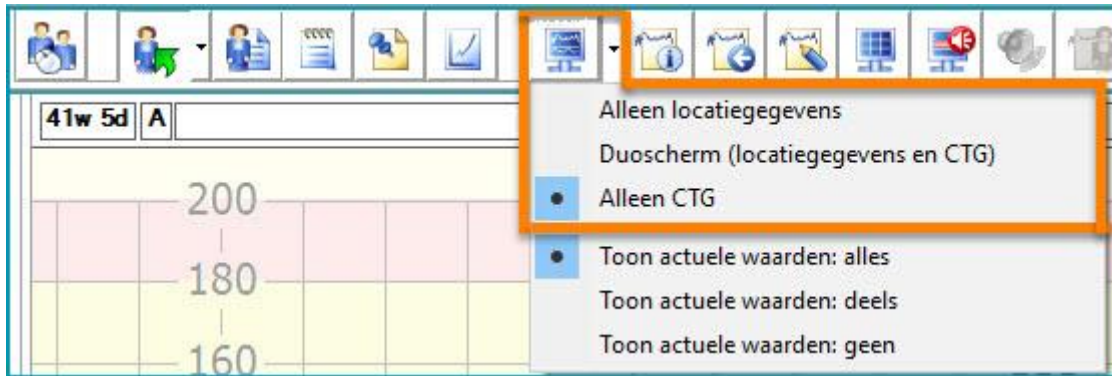 41w 5d A
200
180
160
Alleen locatiegegevens
Duoscherm (locatiegegevens en CTG)
Alleen CTG
Toon actuele waarden: alles
Toon actuele waarden: deels
Toon actuele waarden: geen